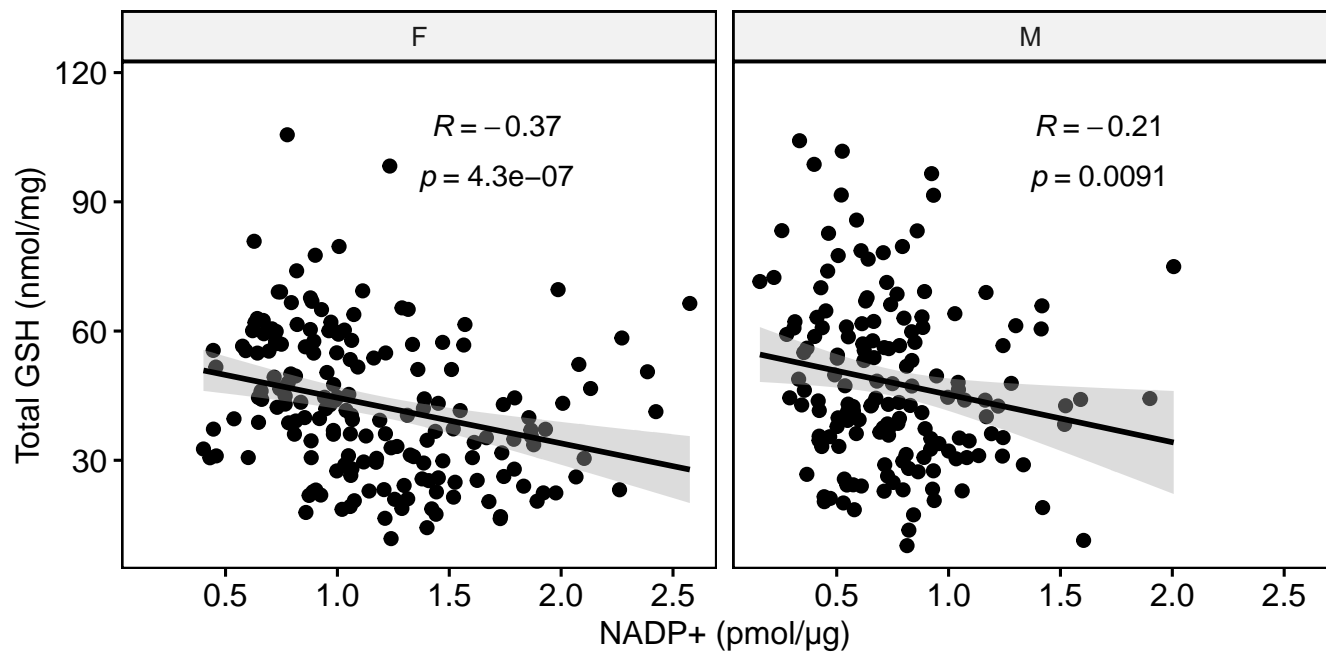 F
M
Total GSH (nmol/mg)
120
90
60
30
R = −0.37
p = 4.3e−07
R = −0.21
p = 0.0091
0.5 1.0 1.5 2.0 2.5
0.5 1.0 1.5 2.0 2.5
NADP+ (pmol/µg)